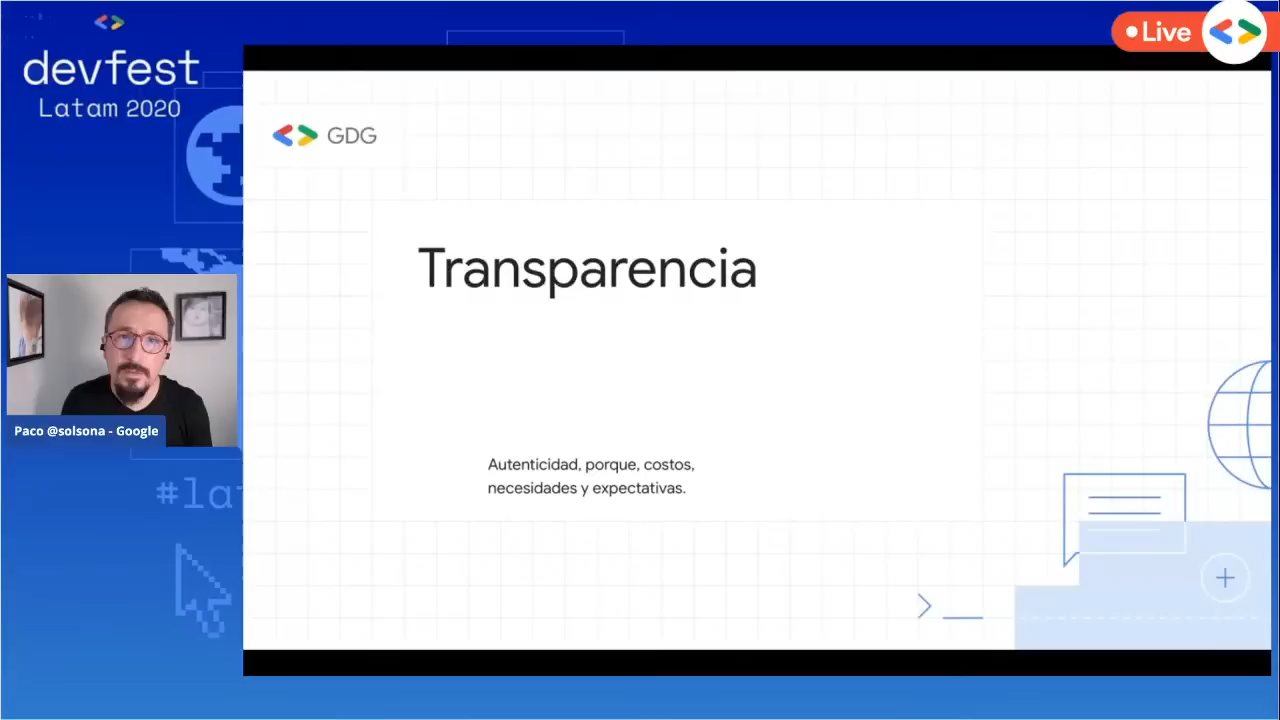 devfest
Latam 2020
Live
GDG
Transparencia
Autenticidad, porque, costos,
necesidades y expectativas.
Paco @solsona - Google
#la